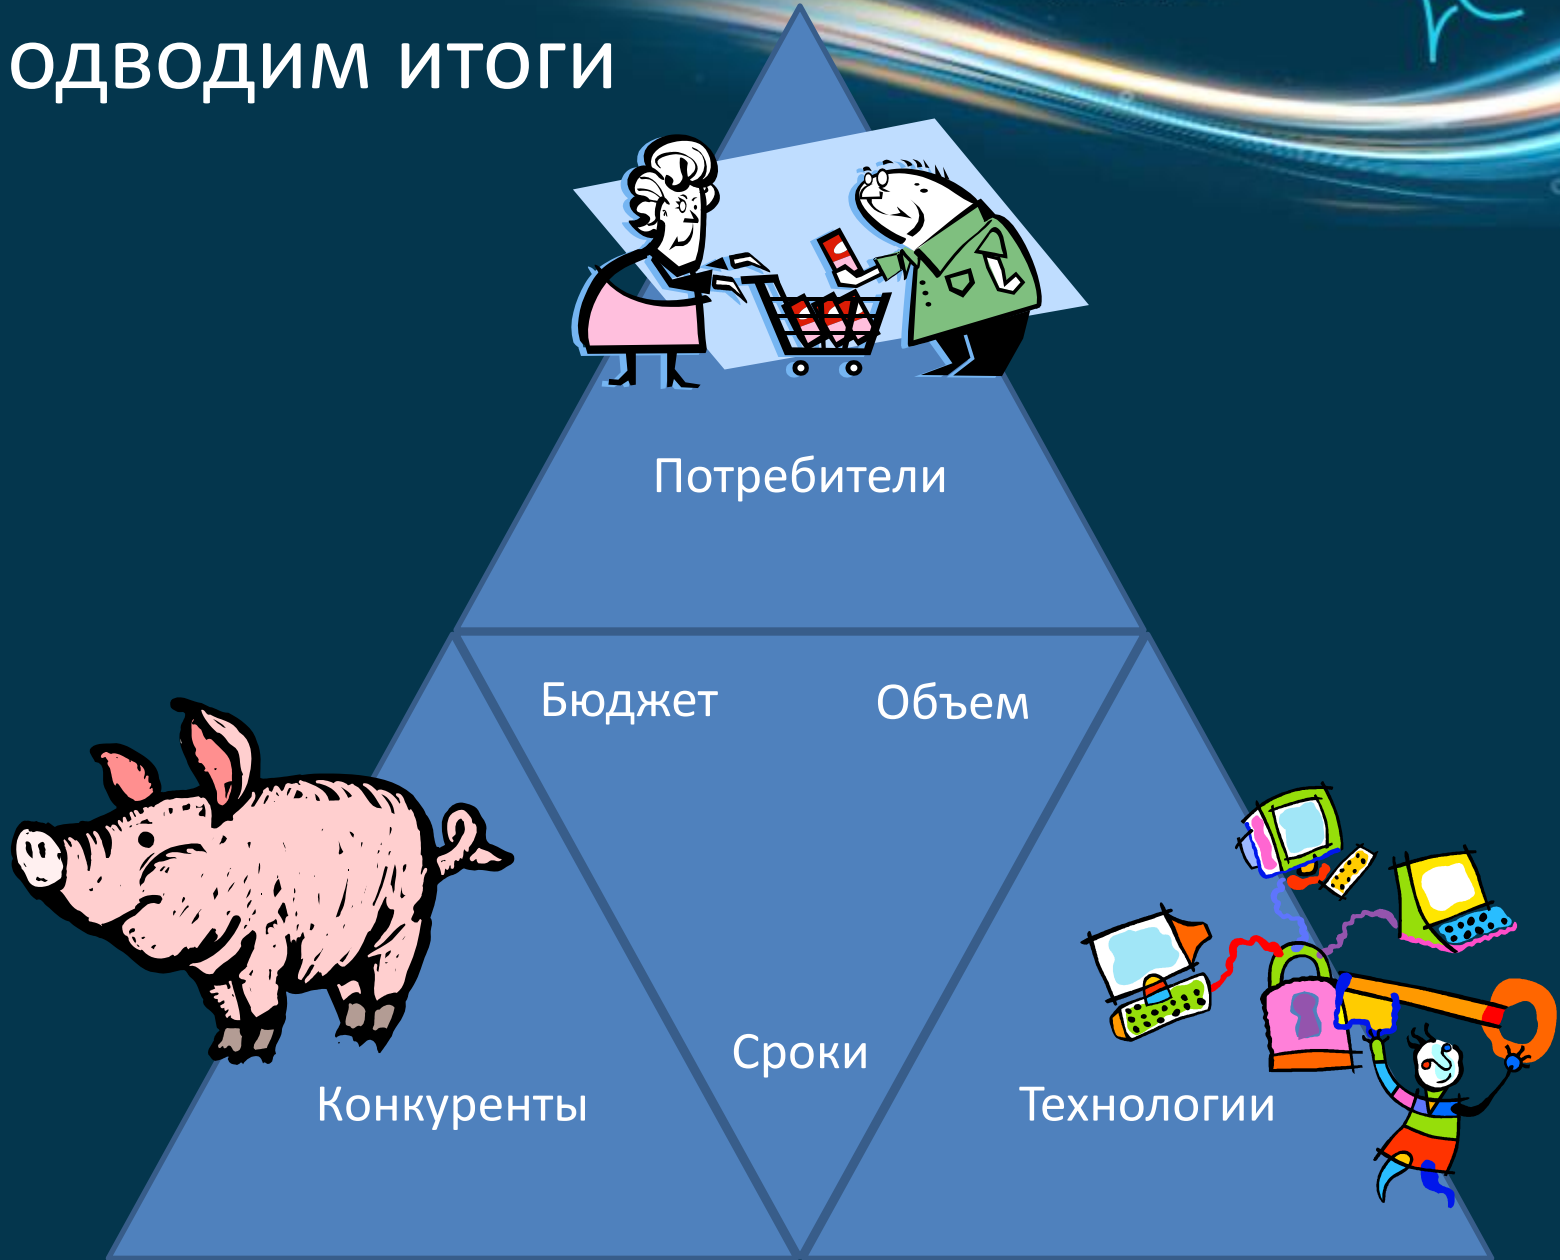 одводим итоги
Потребители
Бюджет
Объем
Сроки
Конкуренты
Технологии